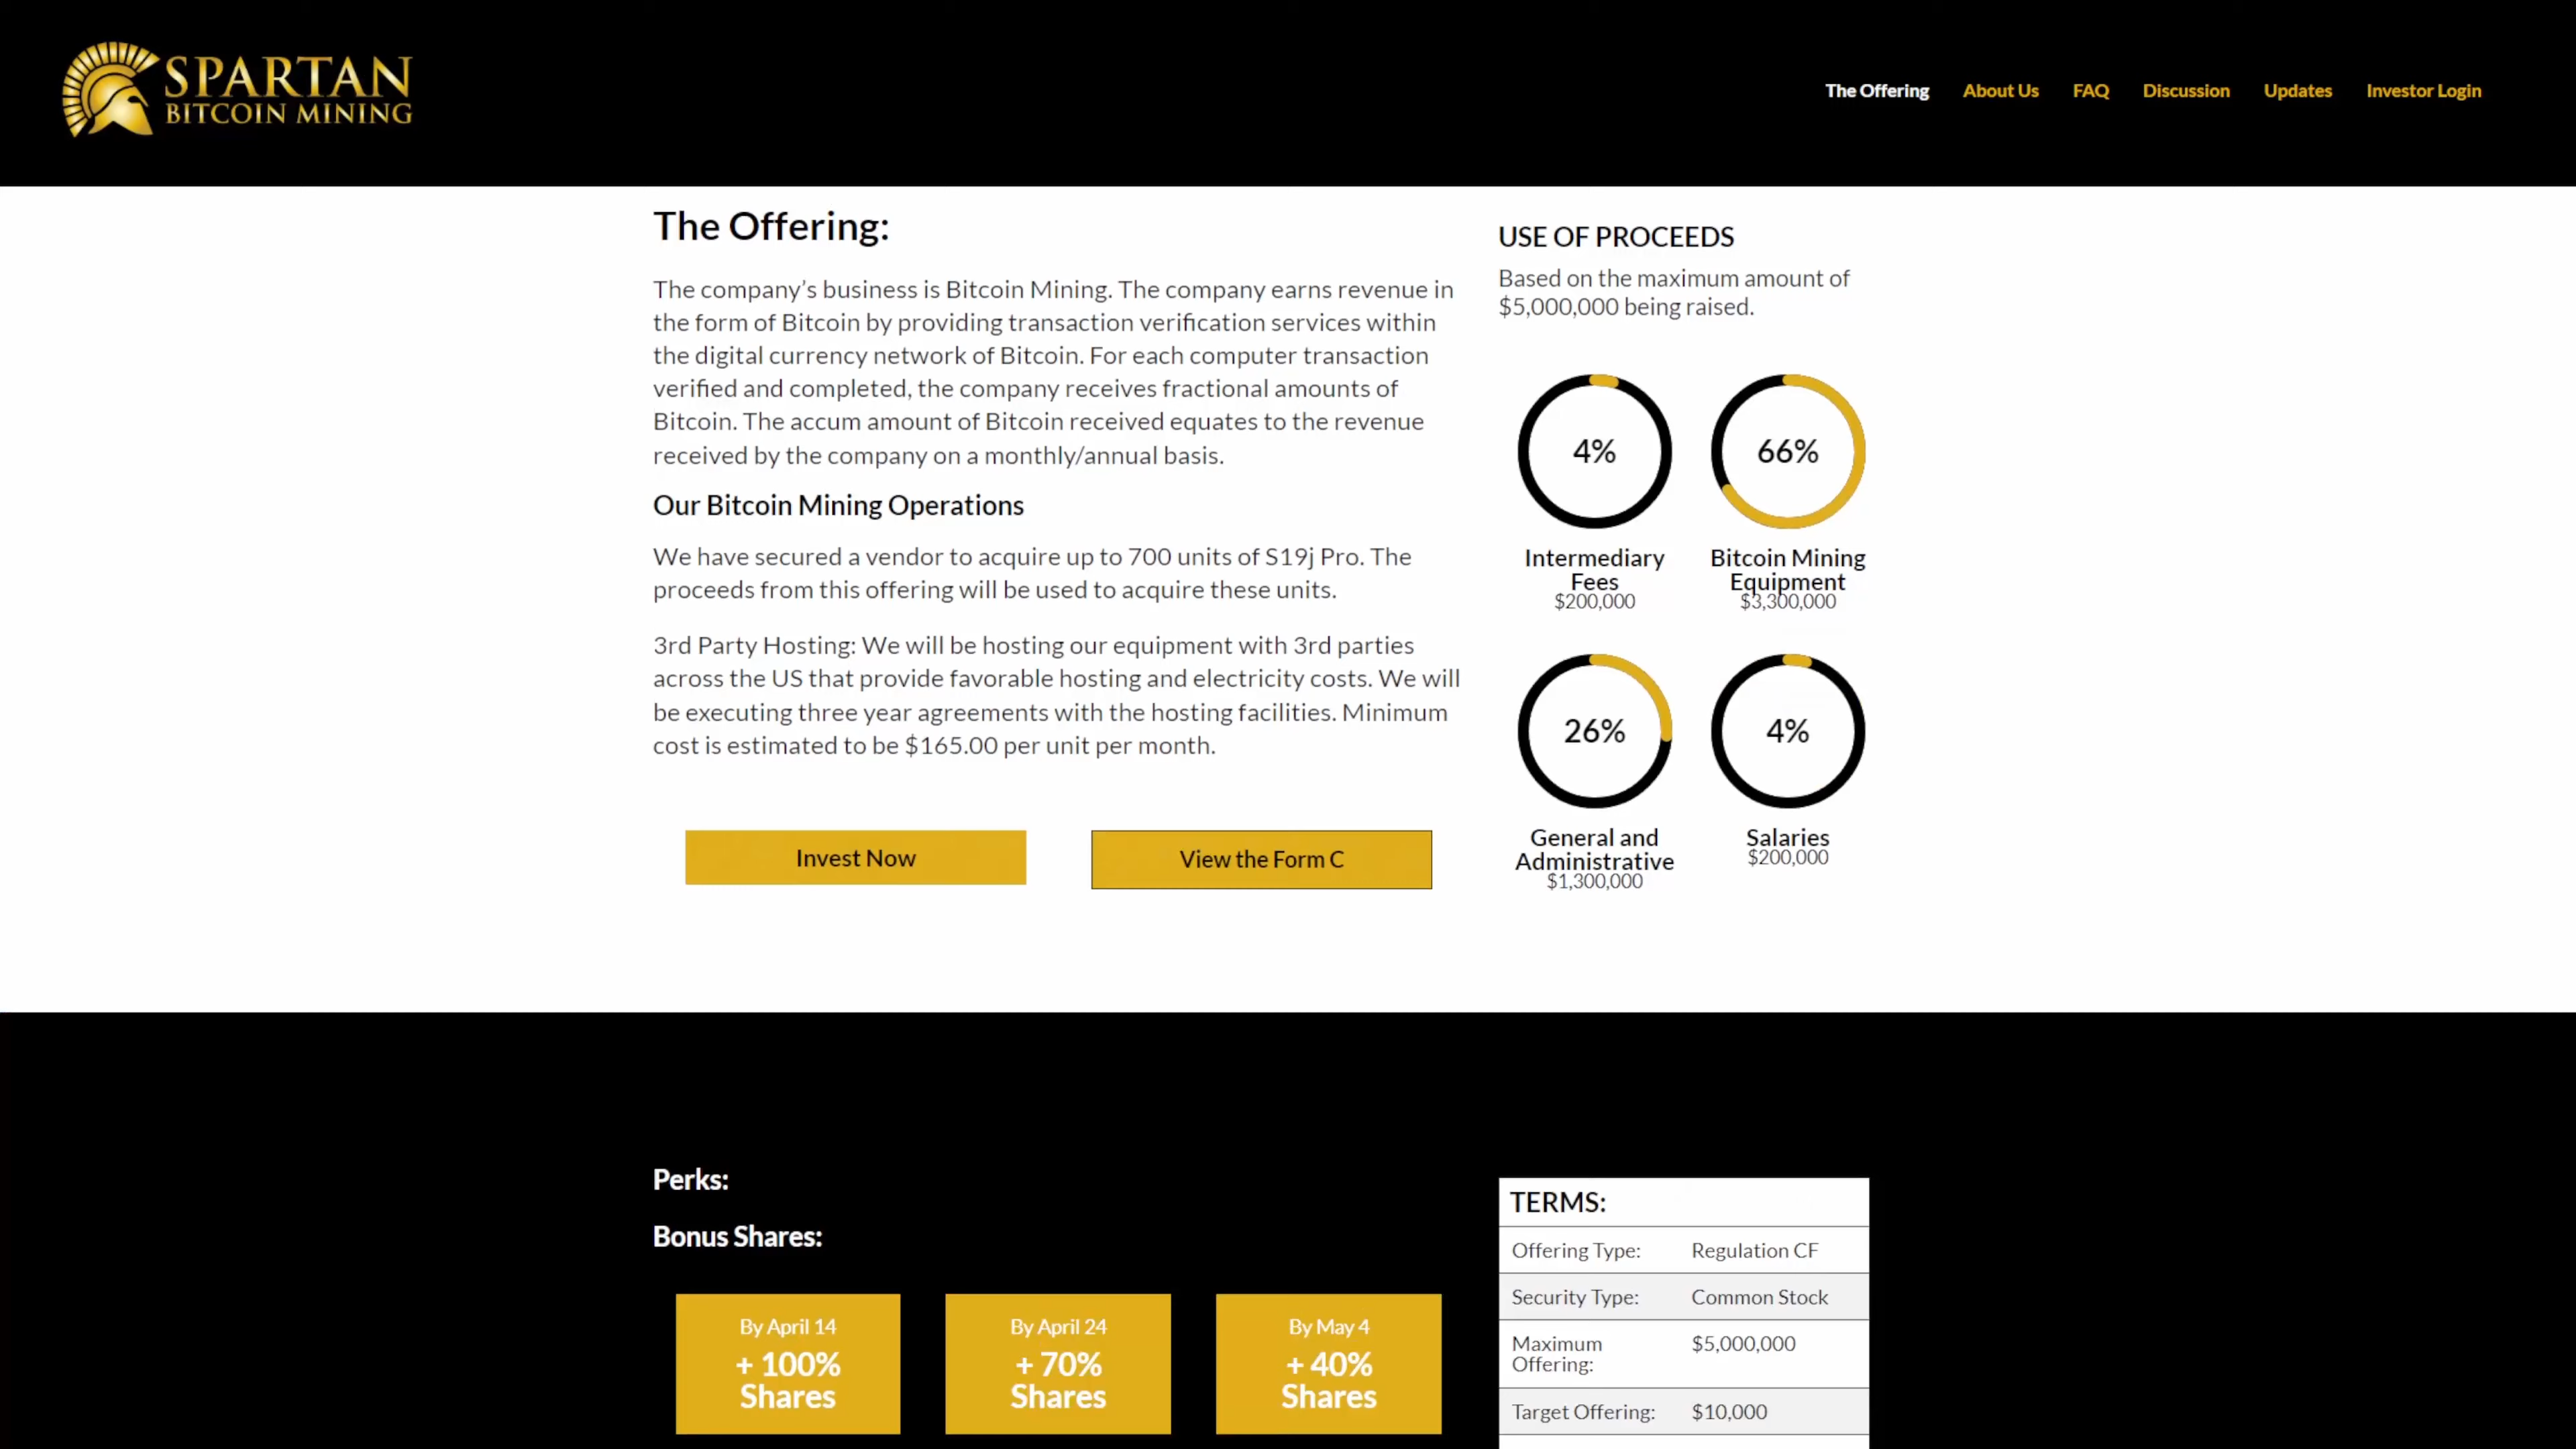 SPARTAN
BITCOIN MINING
The Offering
About Us
FAQ
Discussion
Updates
Investor Login
The Offering:
The company's business is Bitcoin Mining. The company earns revenue in
the form of Bitcoin by providing transaction verification services within
the digital currency network of Bitcoin. For each computer transaction
verified and completed, the company receives fractional amounts of
Bitcoin. The accum amount of Bitcoin received equates to the revenue
received by the company on a monthly/annual basis.
Our Bitcoin Mining Operations
We have secured a vendor to acquire up to 700 units of S19j Pro. The
proceeds from this offering will be used to acquire these units.
3rd Party Hosting: We will be hosting our equipment with 3rd parties
across the US that provide favorable hosting and electricity costs. We will
be executing three year agreements with the hosting facilities. Minimum
cost is estimated to be $165.00 per unit per month.
Invest Now
View the Form C
USE OF PROCEEDS
Based on the maximum amount of
$5,000,000 being raised.
4%
Intermediary
Fees
$200,000
66%
Bitcoin Mining
Equipment
$3,300,000
26%
General and
Administrative
$1,300,000
4%
Salaries
$200,000
Perks:
Bonus Shares:
By April 14
+ 100%
Shares
By April 24
+ 70%
Shares
By May 4
+ 40%
Shares
TERMS:
Offering Type: Regulation CF
Security Type: Common Stock
Maximum $5,000,000
Offering:
Target Offering: $10,000